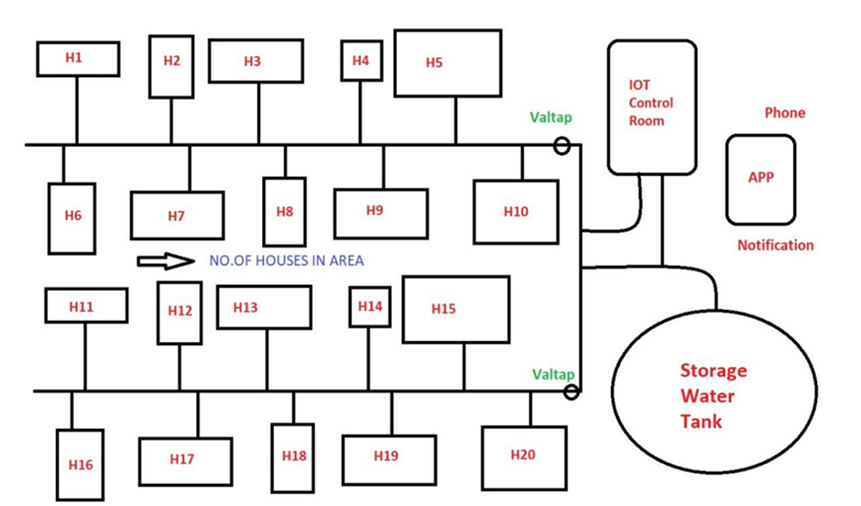 H1
H2
H3
H4
H5
Valtap
IOT
Control
Room
Phone
APP
Notification
H6
H7
H8
H9
H10
NO.OF HOUSES IN AREA
H11
H12
H13
H14
H15
Valtap
Storage
Water
Tank
H16
H17
H18
H19
H20